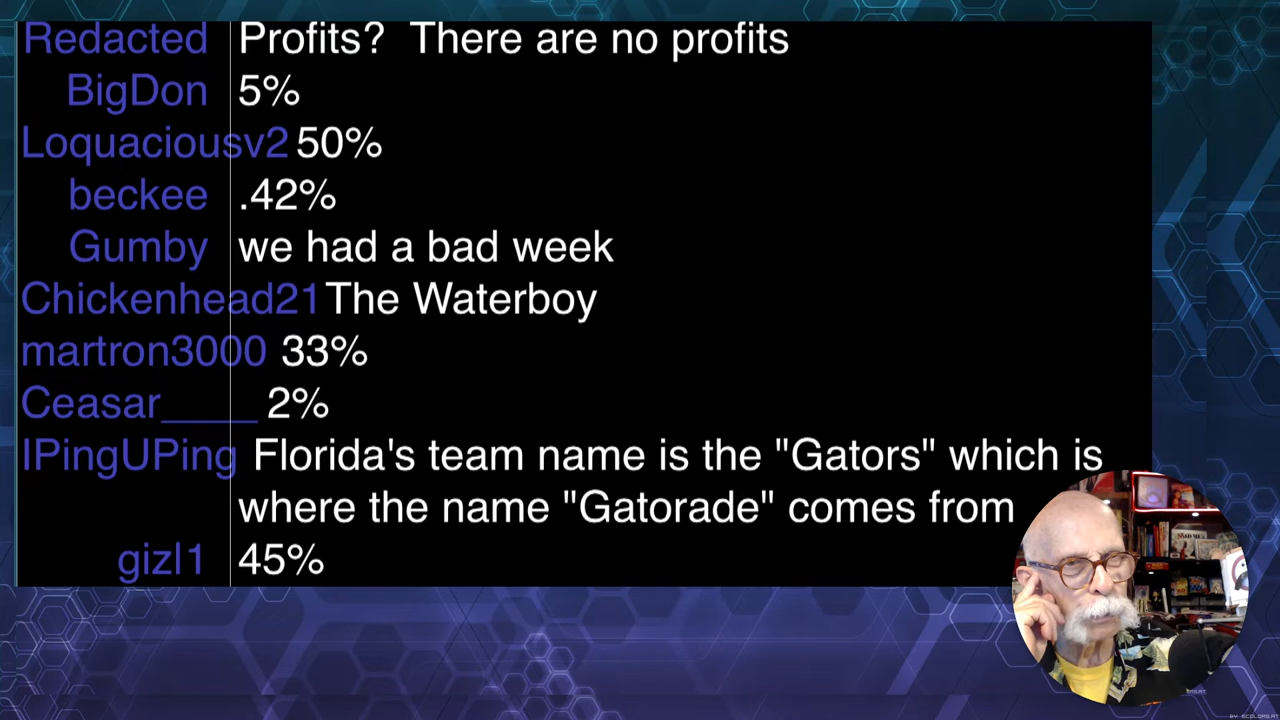 Redacted Profits?  There are no profits
BigDon 5%
Loquaciousv2 50%
beckee .42%
Gumby we had a bad week
Chickenhead21 The Waterboy
martron3000 33%
Ceasar____ 2%
IPingUPing Florida's team name is the "Gators" which is
where the name "Gatorade" comes from
gizl1 45%